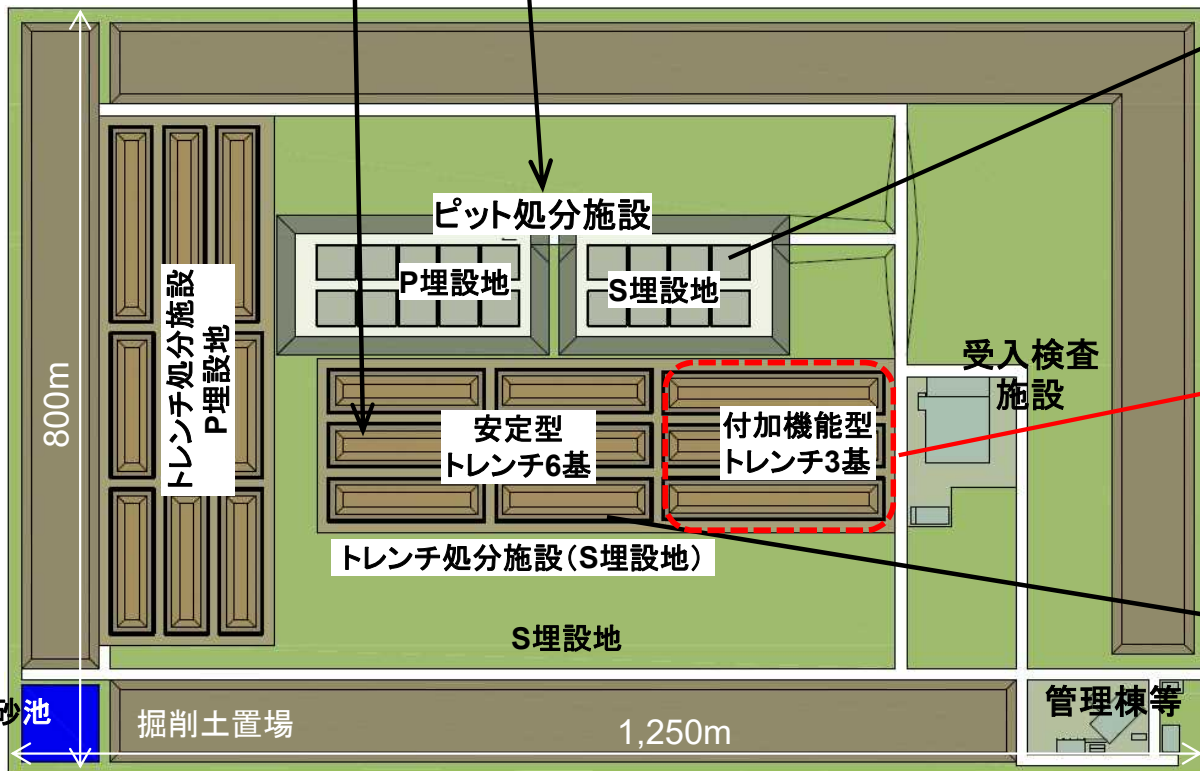 ピット処分施設
P埋設地
S埋設地
トレンチ処分施設
P埋設地
800m
受入検査
施設
安定型
トレンチ6基
付加機能型
トレンチ3基
トレンチ処分施設(S埋設地)
S埋設地
砂池
掘削土置場
1,250m
管理棟等